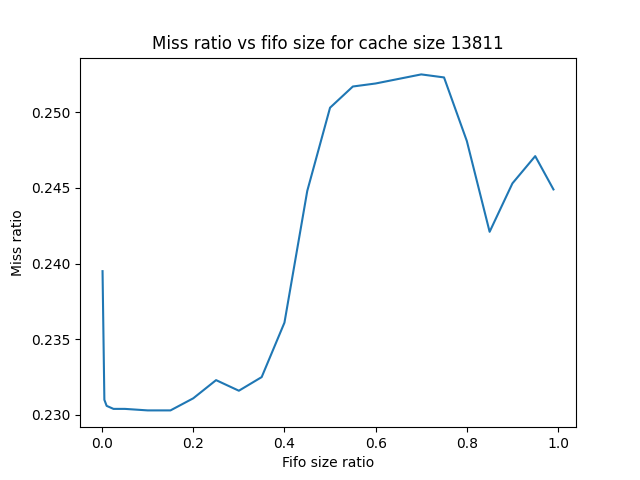 Miss ratio vs fifo size for cache size 13811
Miss ratio
0.250
0.245
0.240
0.235
0.230
0.0 0.2 0.4 0.6 0.8 1.0
Fifo size ratio